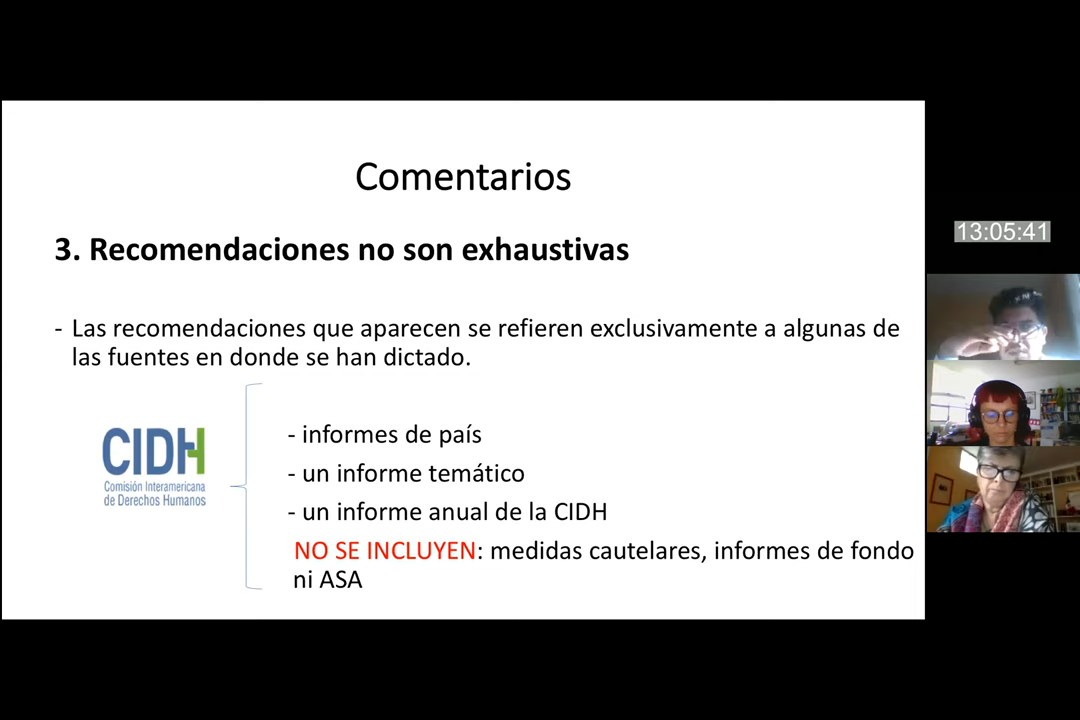 Comentarios
3. Recomendaciones no son exhaustivas
- Las recomendaciones que aparecen se refieren exclusivamente a algunas de
las fuentes en donde se han dictado.
CIDH
Comisión Interamericana
de Derechos Humanos
- informes de país
- un informe temático
- un informe anual de la CIDH
NO SE INCLUYEN: medidas cautelares, informes de fondo
ni ASA
13:05:41